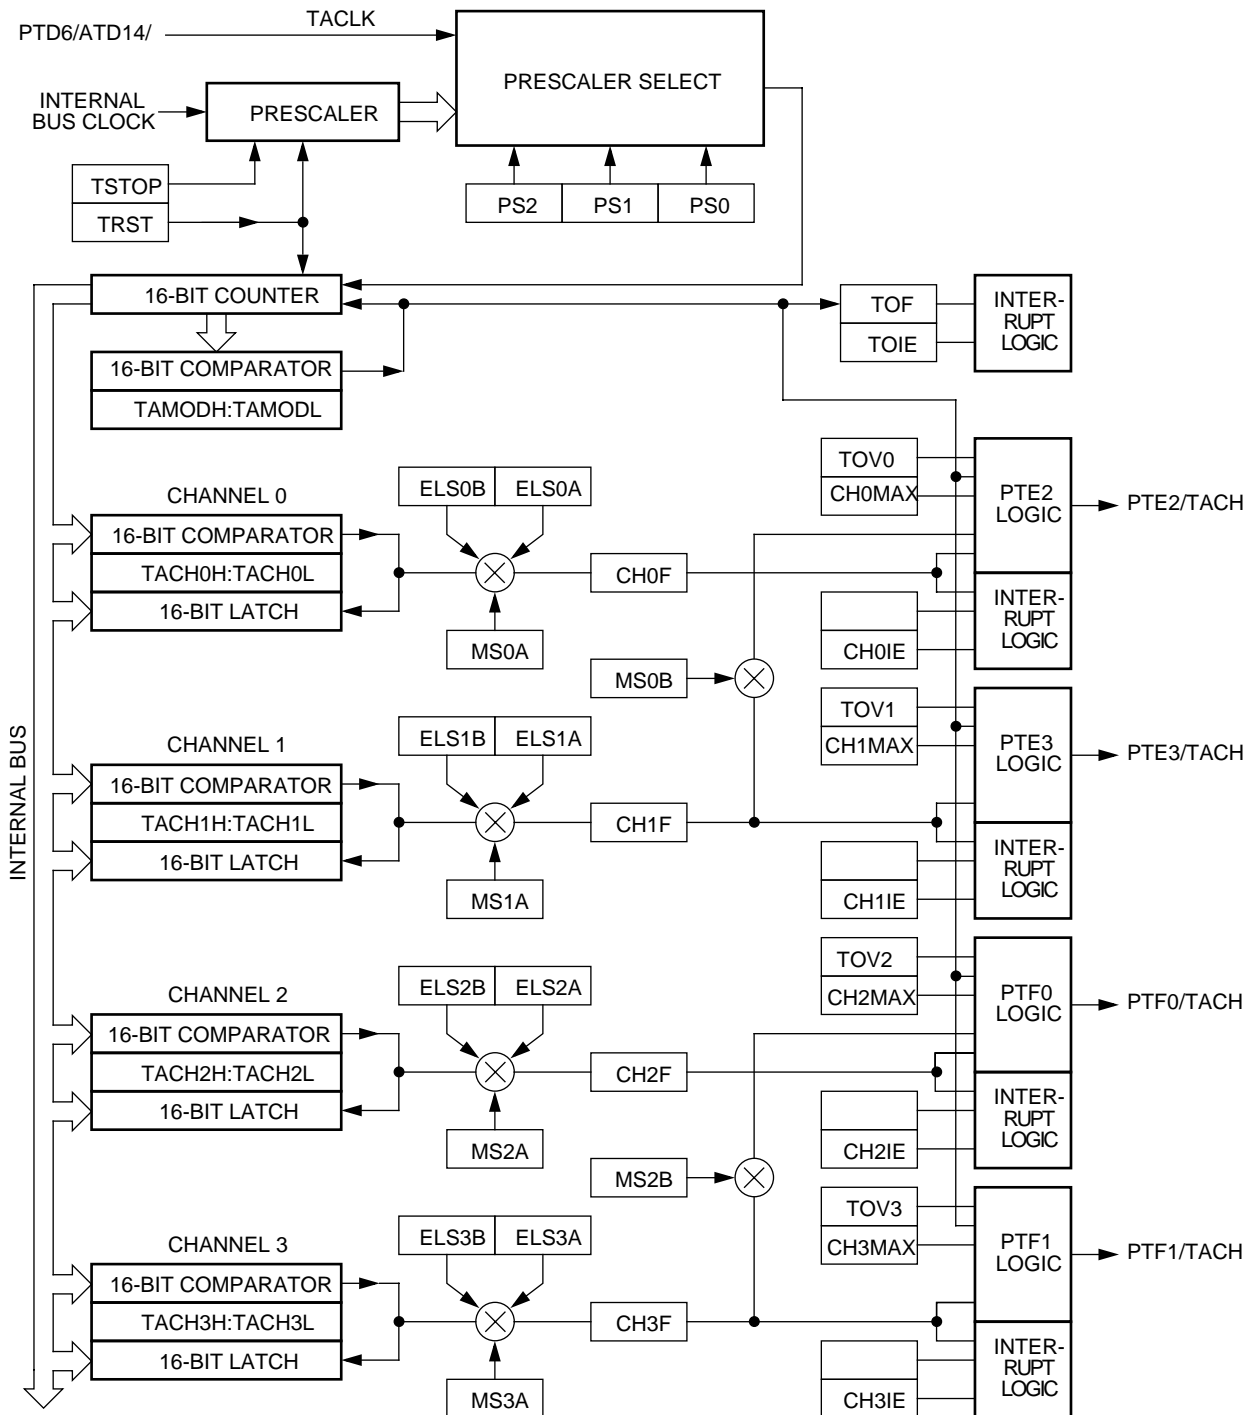 PTD6/ATD14/
TACLK
PRESCALER SELECT
INTERNAL
BUS CLOCK
PRESCALER
TSTOP
TRST
PS2
PS1
PS0
16-BIT COUNTER
16-BIT COMPARATOR
TAMODH:TAMODL
TOF
TOIE
INTER-
RUPT
LOGIC
INTERNAL BUS
CHANNEL 0
16-BIT COMPARATOR
TACH0H:TACH0L
16-BIT LATCH
ELS0B
ELS0A
MS0A
CH0F
MS0B
TOV0
CH0MAX
PTE2
LOGIC
PTE2/TACH
CH0IE
INTER-
RUPT
LOGIC
CHANNEL 1
16-BIT COMPARATOR
TACH1H:TACH1L
16-BIT LATCH
ELS1B
ELS1A
MS1A
CH1F
TOV1
CH1MAX
PTE3
LOGIC
PTE3/TACH
CH1IE
INTER-
RUPT
LOGIC
CHANNEL 2
16-BIT COMPARATOR
TACH2H:TACH2L
16-BIT LATCH
ELS2B
ELS2A
MS2A
CH2F
MS2B
TOV2
CH2MAX
PTF0
LOGIC
PTF0/TACH
CH2IE
INTER-
RUPT
LOGIC
CHANNEL 3
16-BIT COMPARATOR
TACH3H:TACH3L
16-BIT LATCH
ELS3B
ELS3A
MS3A
CH3F
TOV3
CH3MAX
PTF1
LOGIC
PTF1/TACH
CH3IE
INTER-
RUPT
LOGIC